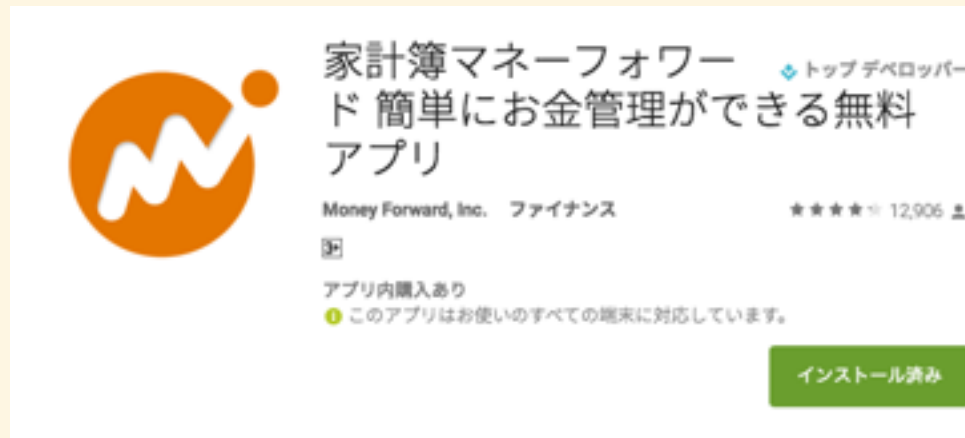 家計簿マネーフォワー
ド 簡単にお金管理ができる無料
アプリ
トップ デベロッパー
Money Forward, Inc. ファイナンス
★★★★☆ 12,906
3+
アプリ内購入あり
このアプリはお使いのすべての端末に対応しています。
インストール済み